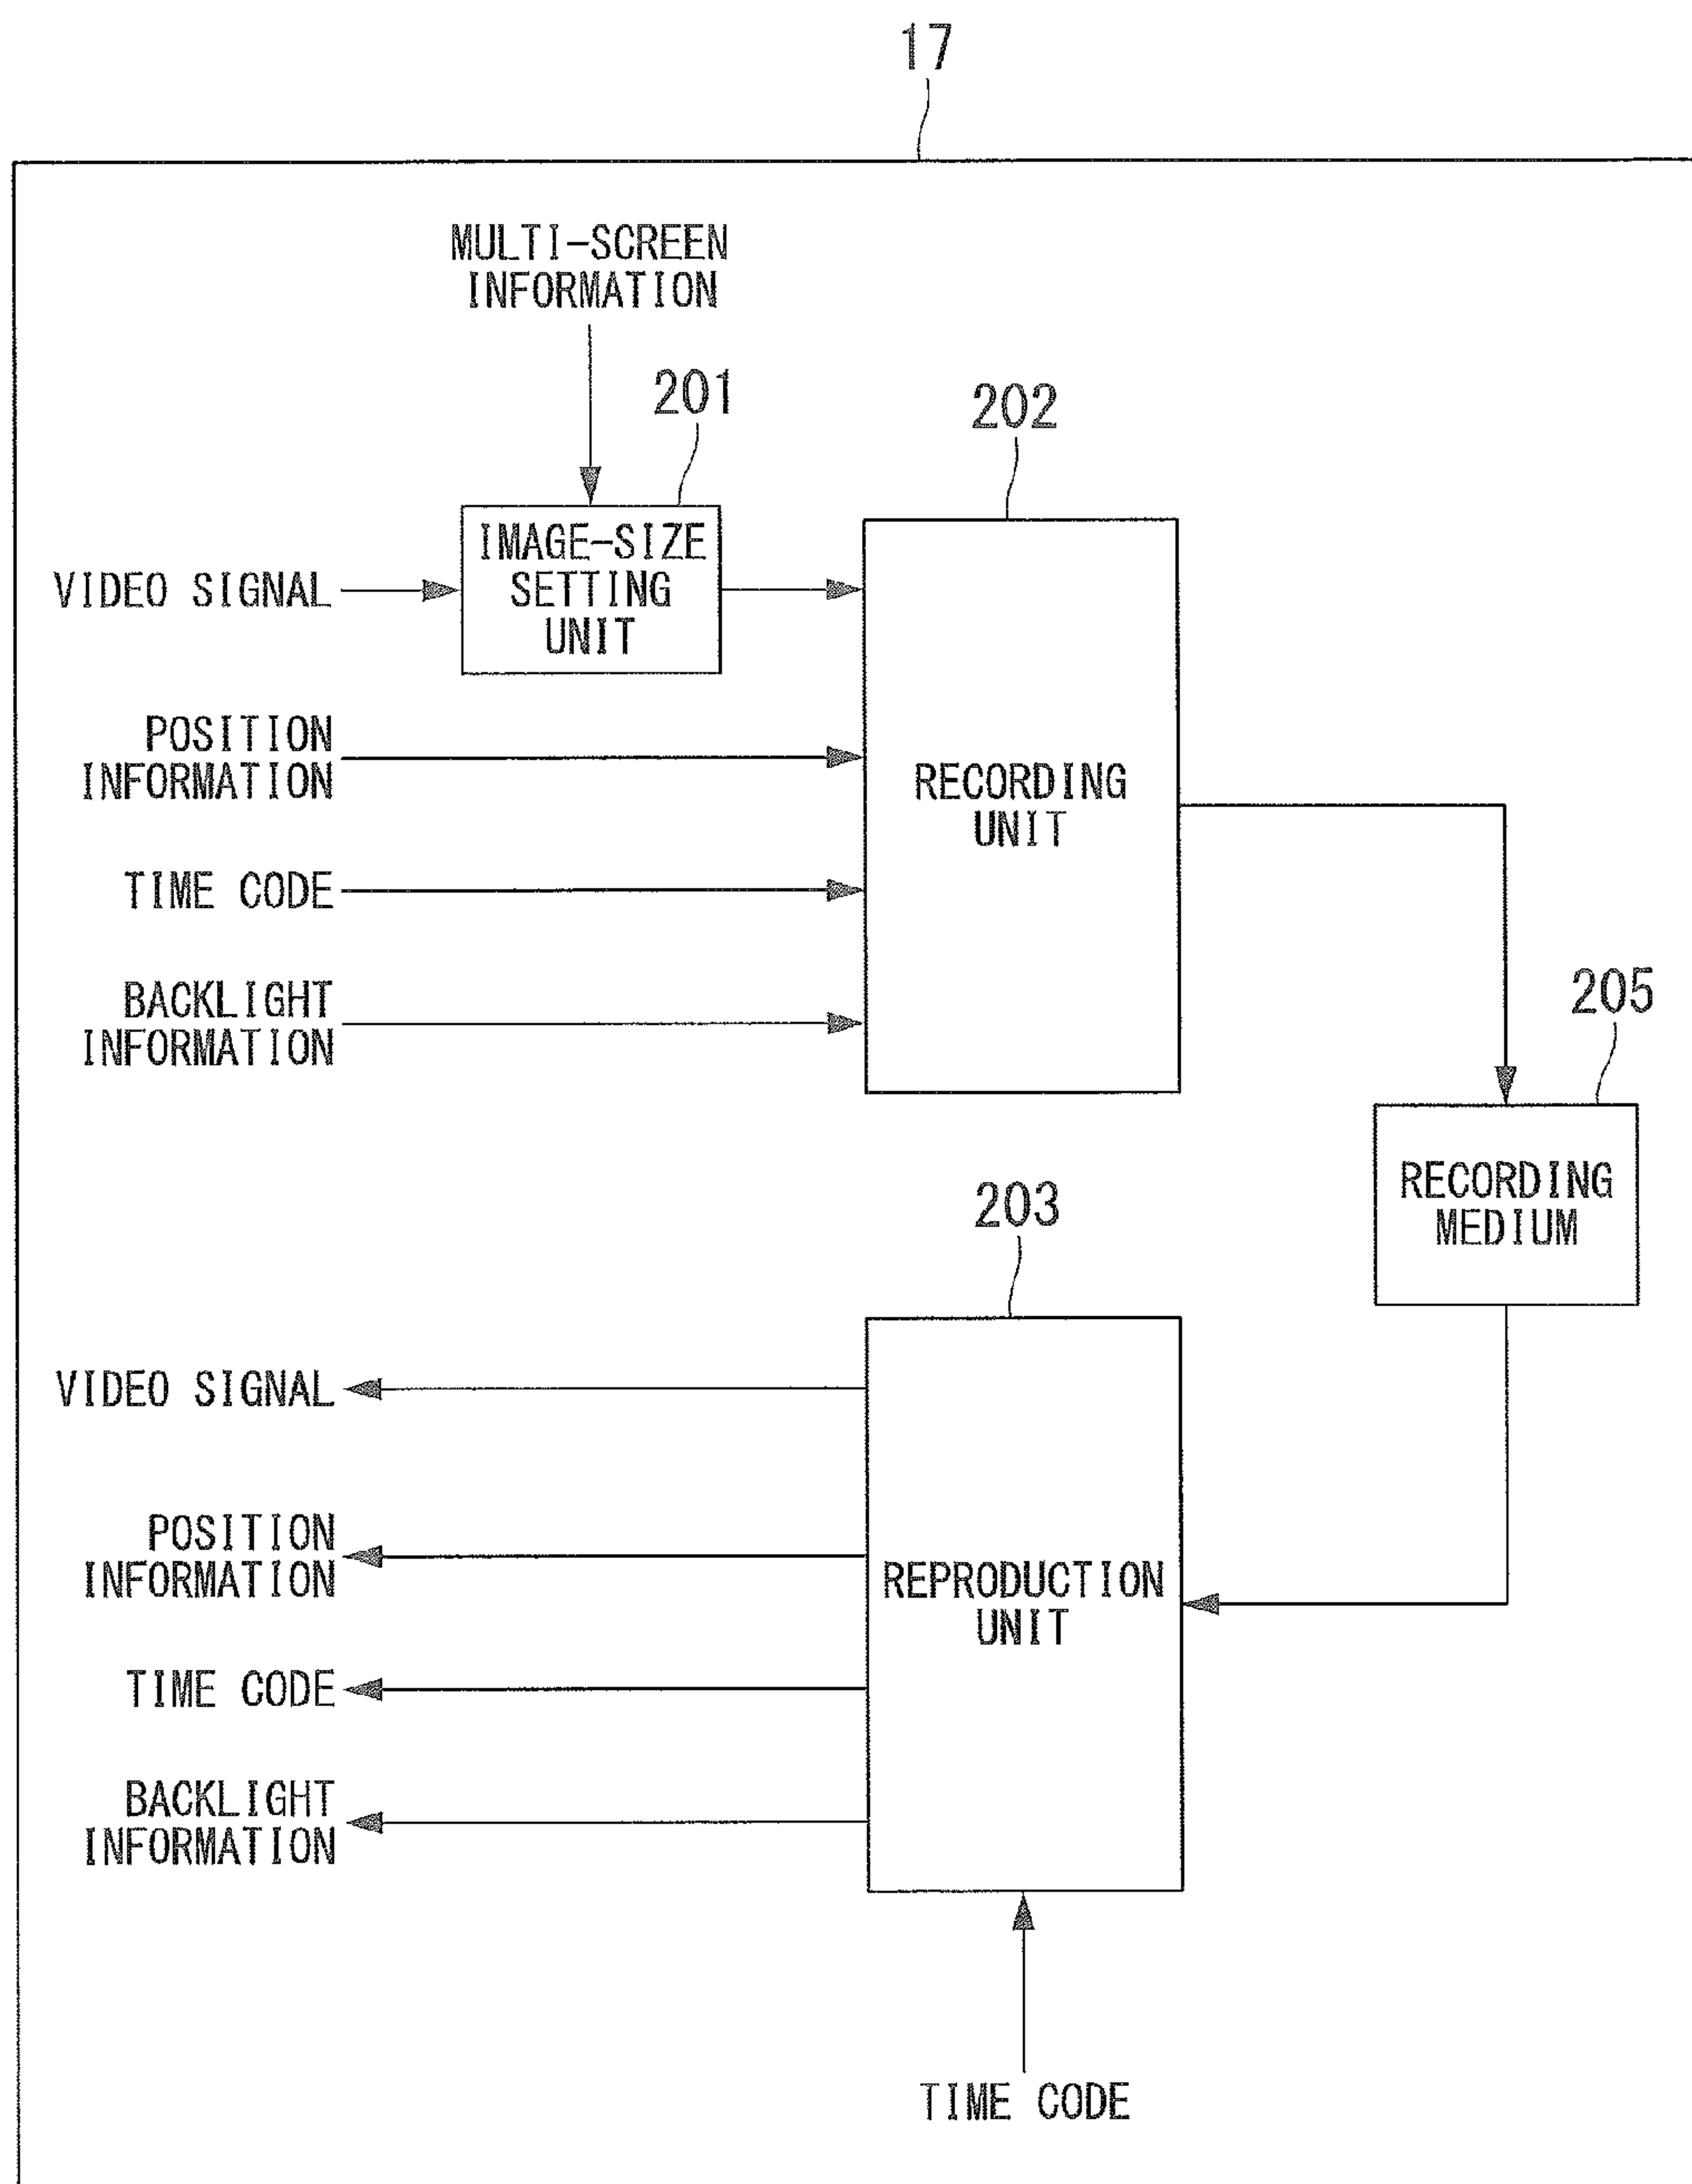 17
MULTI-SCREEN
INFORMATION
201
202
IMAGE-SIZE
SETTING
UNIT
VIDEO SIGNAL
POSITION
INFORMATION
RECORDING
UNIT
TIME CODE
BACKLIGHT
INFORMATION
205
RECORDING
MEDIUM
203
VIDEO SIGNAL
POSITION
INFORMATION
REPRODUCTION
UNIT
TIME CODE
BACKLIGHT
INFORMATION
TIME CODE